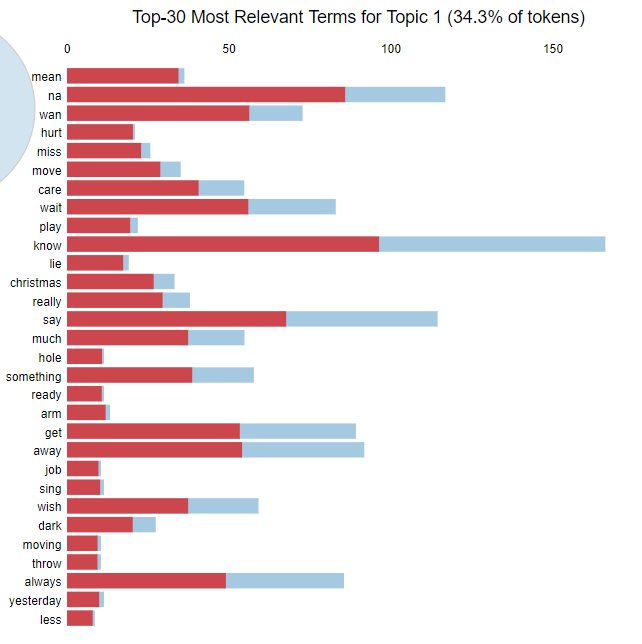 Top-30 Most Relevant Terms for Topic 1 (34.3% of tokens)
0 50 100 150
mean
na
wan
hurt
miss
move
care
wait
play
know
lie
christmas
really
say
much
hole
something
ready
arm
get
away
job
sing
wish
dark
moving
throw
always
yesterday
less